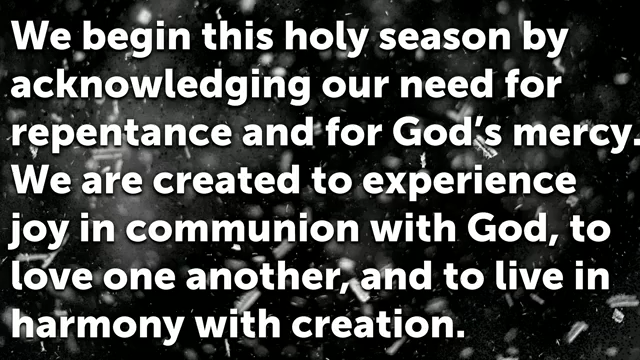 We begin this holy season by
acknowledging our need for
repentance and for God's mercy.
We are created to experience
joy in communion with God, to
love one another, and to live in
harmony with creation.